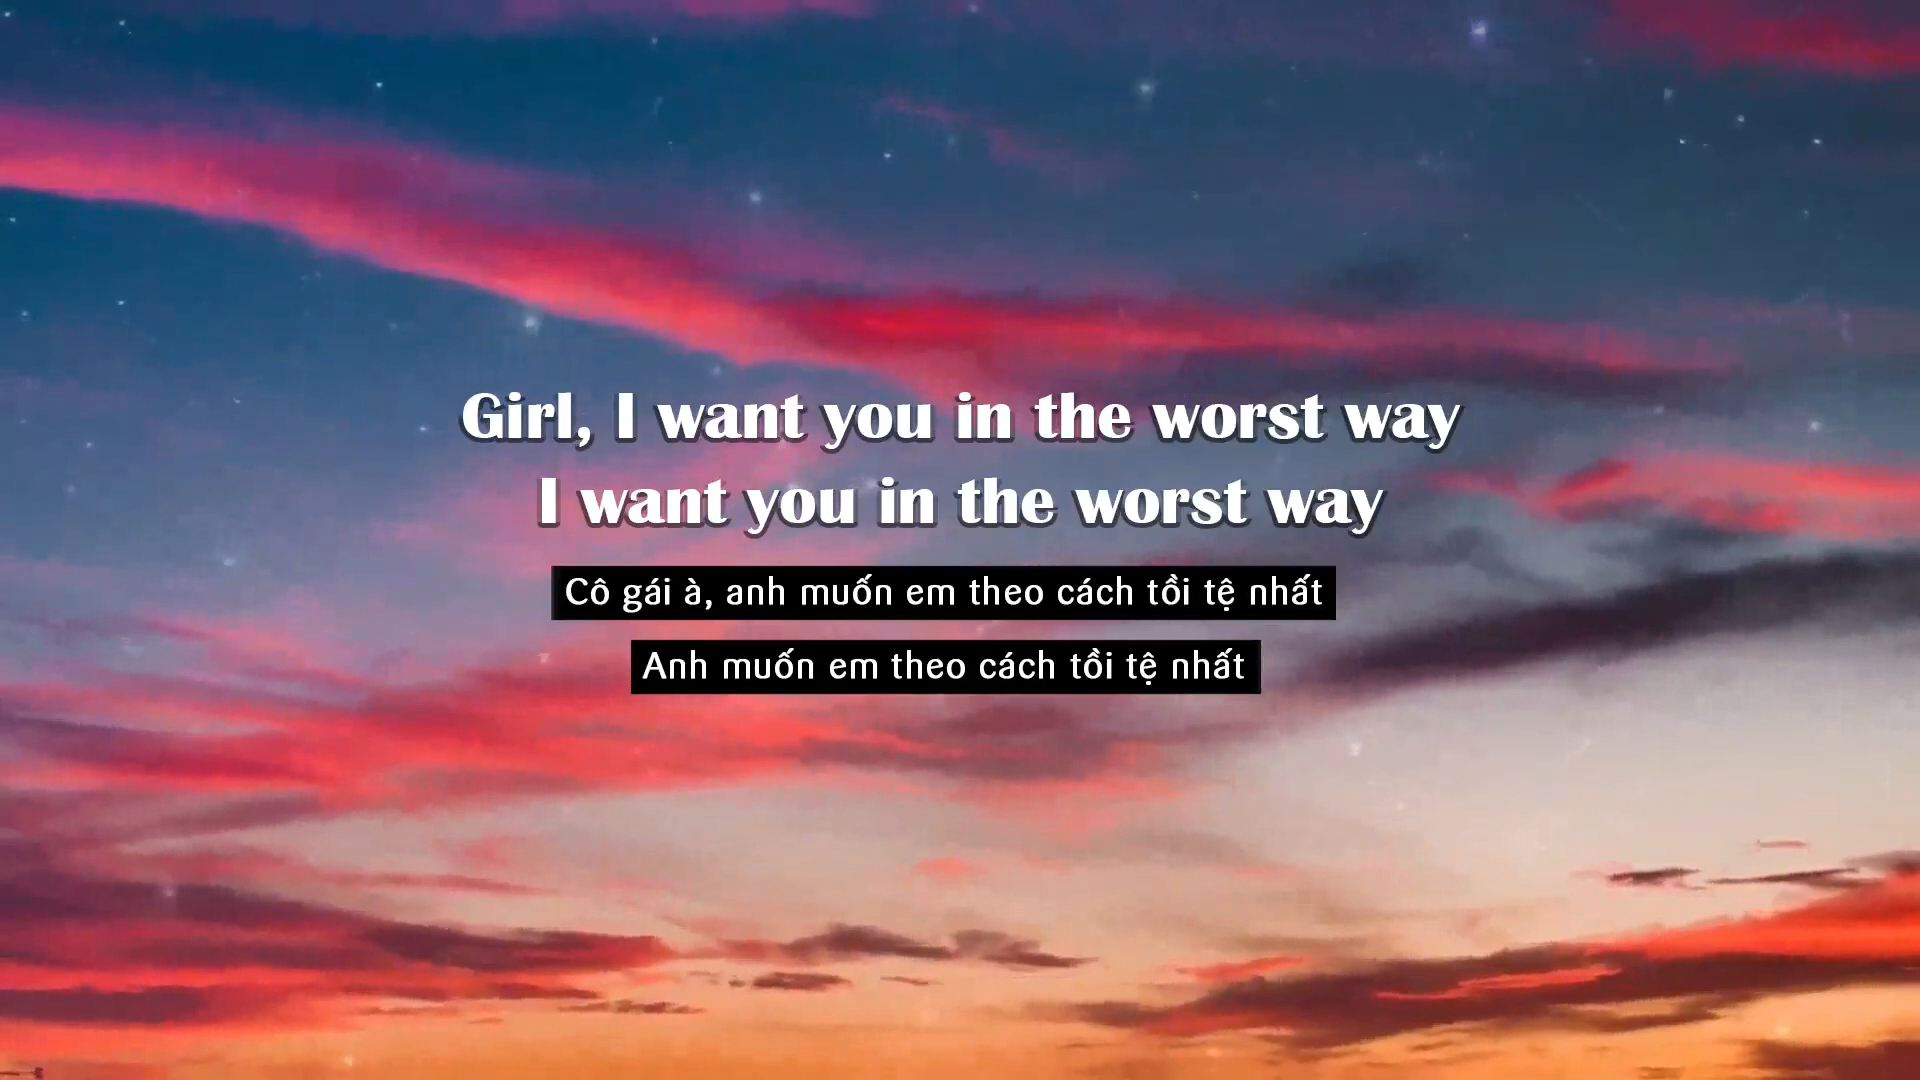 Girl, I want you in the worst way
I want you in the worst way
Cô gái à, anh muốn em theo cách tồi tệ nhất
Anh muốn em theo cách tồi tệ nhất